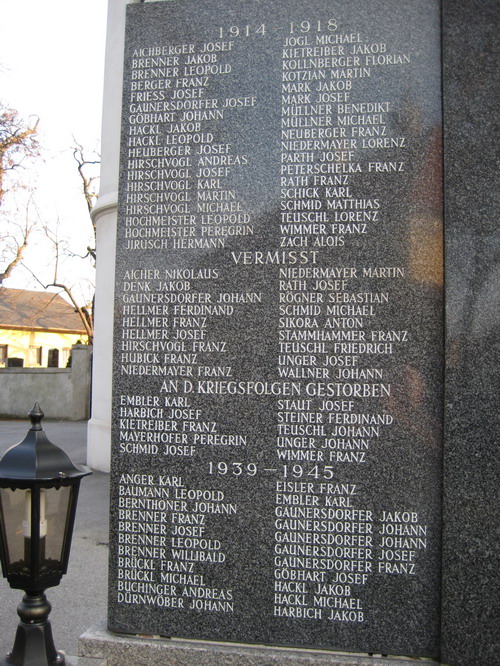 1914 - 1918
AICHBERGER JOSEF
BRENNER JAKOB
BRENNER LEOPOLD
BERGER FRANZ
FRIESS JOSEF
GAUNERSDORFER JOSEF
GÖBHART JOHANN
HACKL JAKOB
HACKL LEOPOLD
HEUBERGER JOSEF
HIRSCHVOGL ANDREAS
HIRSCHVOGL JOSEF
HIRSCHVOGL KARL
HIRSCHVOGL MARTIN
HIRSCHVOGL MICHAEL
HOCHMEISTER LEOPOLD
HOCHMEISTER PEREGRIN
JIRUSCH HERMANN
JÖGL MICHAEL
KIETREIBER JAKOB
KÖLLNBERGER FLORIAN
KOTZIAN MARTIN
MARK JAKOB
MARK JOSEF
MÜLLNER BENEDIKT
MÜLLNER MICHAEL
NEUBERGER FRANZ
NIEDERMAYER LORENZ
PARTH JOSEF
PETERSCHELKA FRANZ
RATH FRANZ
SCHICK KARL
SCHMID MATTHÄS
TEUSCHL LORENZ
WIMMER FRANZ
ZACH ALOIS
VERMISST
AICHER NIKOLAUS
DENK JAKOB
GAUNERSDORFER JOHANN
HELLMER FERDINAND
HELLMER FRANZ
HELLMER JOSEF
HIRSCHVOGL FRANZ
HUBICK FRANZ
NIEDERMAYER FRANZ
NIEDERMAYER MARTIN
RATH JOSEF
RÖGNER SEBASTIAN
SCHMID MICHAEL
SIKORA ANTON
STAMMHAMMER FRANZ
TEUSCHL FRIEDRICH
UNGER JOSEF
WALLNER JOHANN
AN D. KRIEGSFOLGEN GESTORBEN
EMBLER KARL
HARBICH JOSEF
KIETREIBER FRANZ
MAYERHOFER PEREGRIN
SCHMID JOSEF
STAUT JOSEF
STEINER FERDINAND
TEUSCHL JOHANN
UNGER JOHANN
WIMMER FRANZ
1939 - 1945
ANGER KARL
BAUMANN LEOPOLD
BERNTHONER JOHANN
BRENNER FRANZ
BRENNER JOSEF
BRENNER LEOPOLD
BRENNER WILLIBALD
BRÜCKL FRANZ
BRÜCKL MICHAEL
BUCHINGER ANDREAS
DÜRNWÖBER JOHANN
EISLER FRANZ
EMBLER KARL
GAUNERSDORFER JAKOB
GAUNERSDORFER JOHANN
GAUNERSDORFER JOHANN
GAUNERSDORFER JOSEF
GAUNERSDORFER FRANZ
GÖBHART JOSEF
HACKL JAKOB
HACKL MICHAEL
HARBICH JAKOB